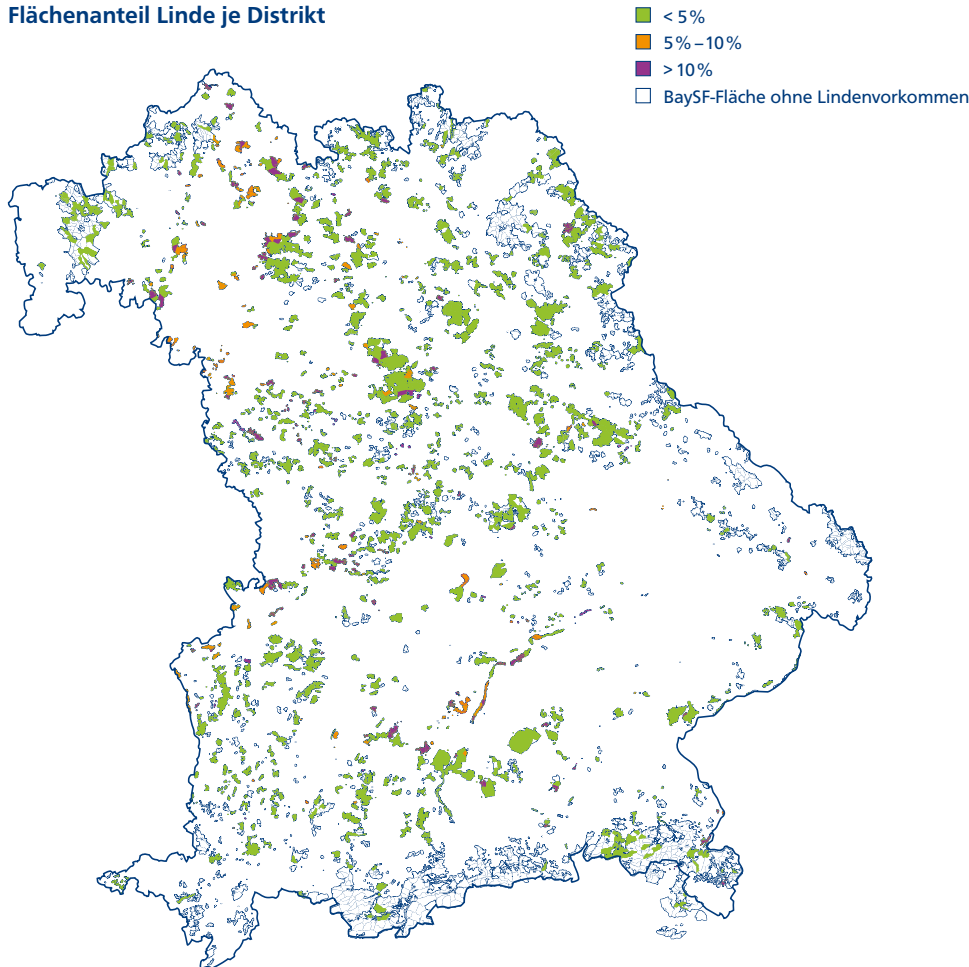 Flächenanteil Linde je Distrikt
< 5 %
5 % – 10 %
> 10 %
BaySF-Fläche ohne Lindenvorkommen